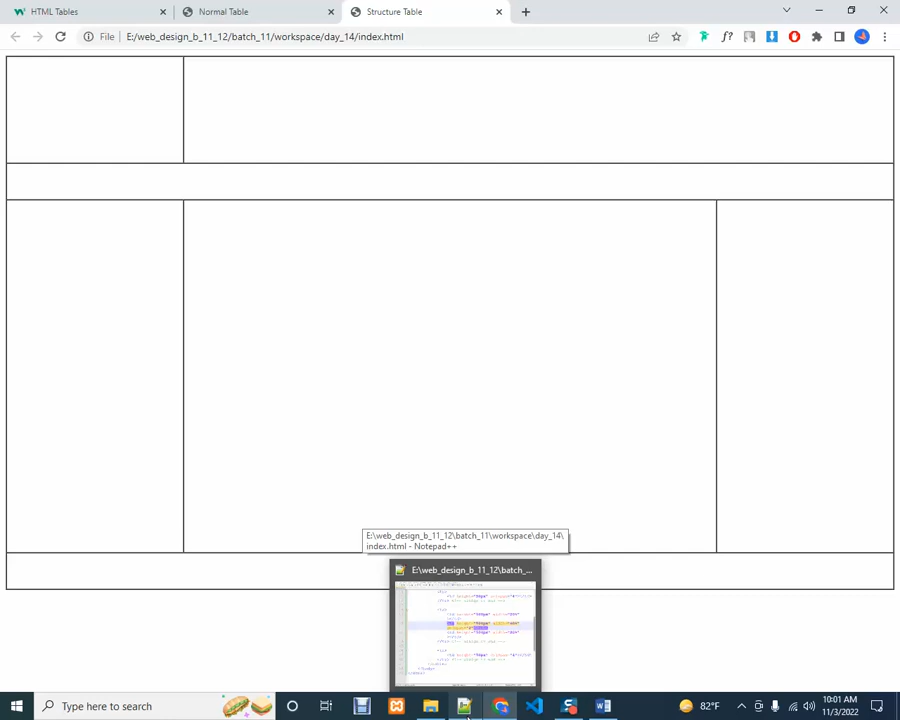 HTML Tables
Normal Table
Structure Table
File
E:/web_design_b_11_12/batch_11/workspace/day_14/index.html
f?
E:\web_design_b_11_12\batch_11\workspace\day_14\
index.html - Notepad++
E:\web_design_b_11_12\batch_...
Type here to search
82°F
10:01 AM
11/3/2022